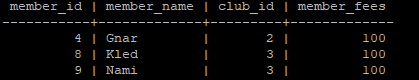 member_id | member_name | club_id | member_fees
-----------+-------------+---------+-------------
4 | Gnar | 2 | 100
8 | Kled | 3 | 100
9 | Nami | 3 | 100